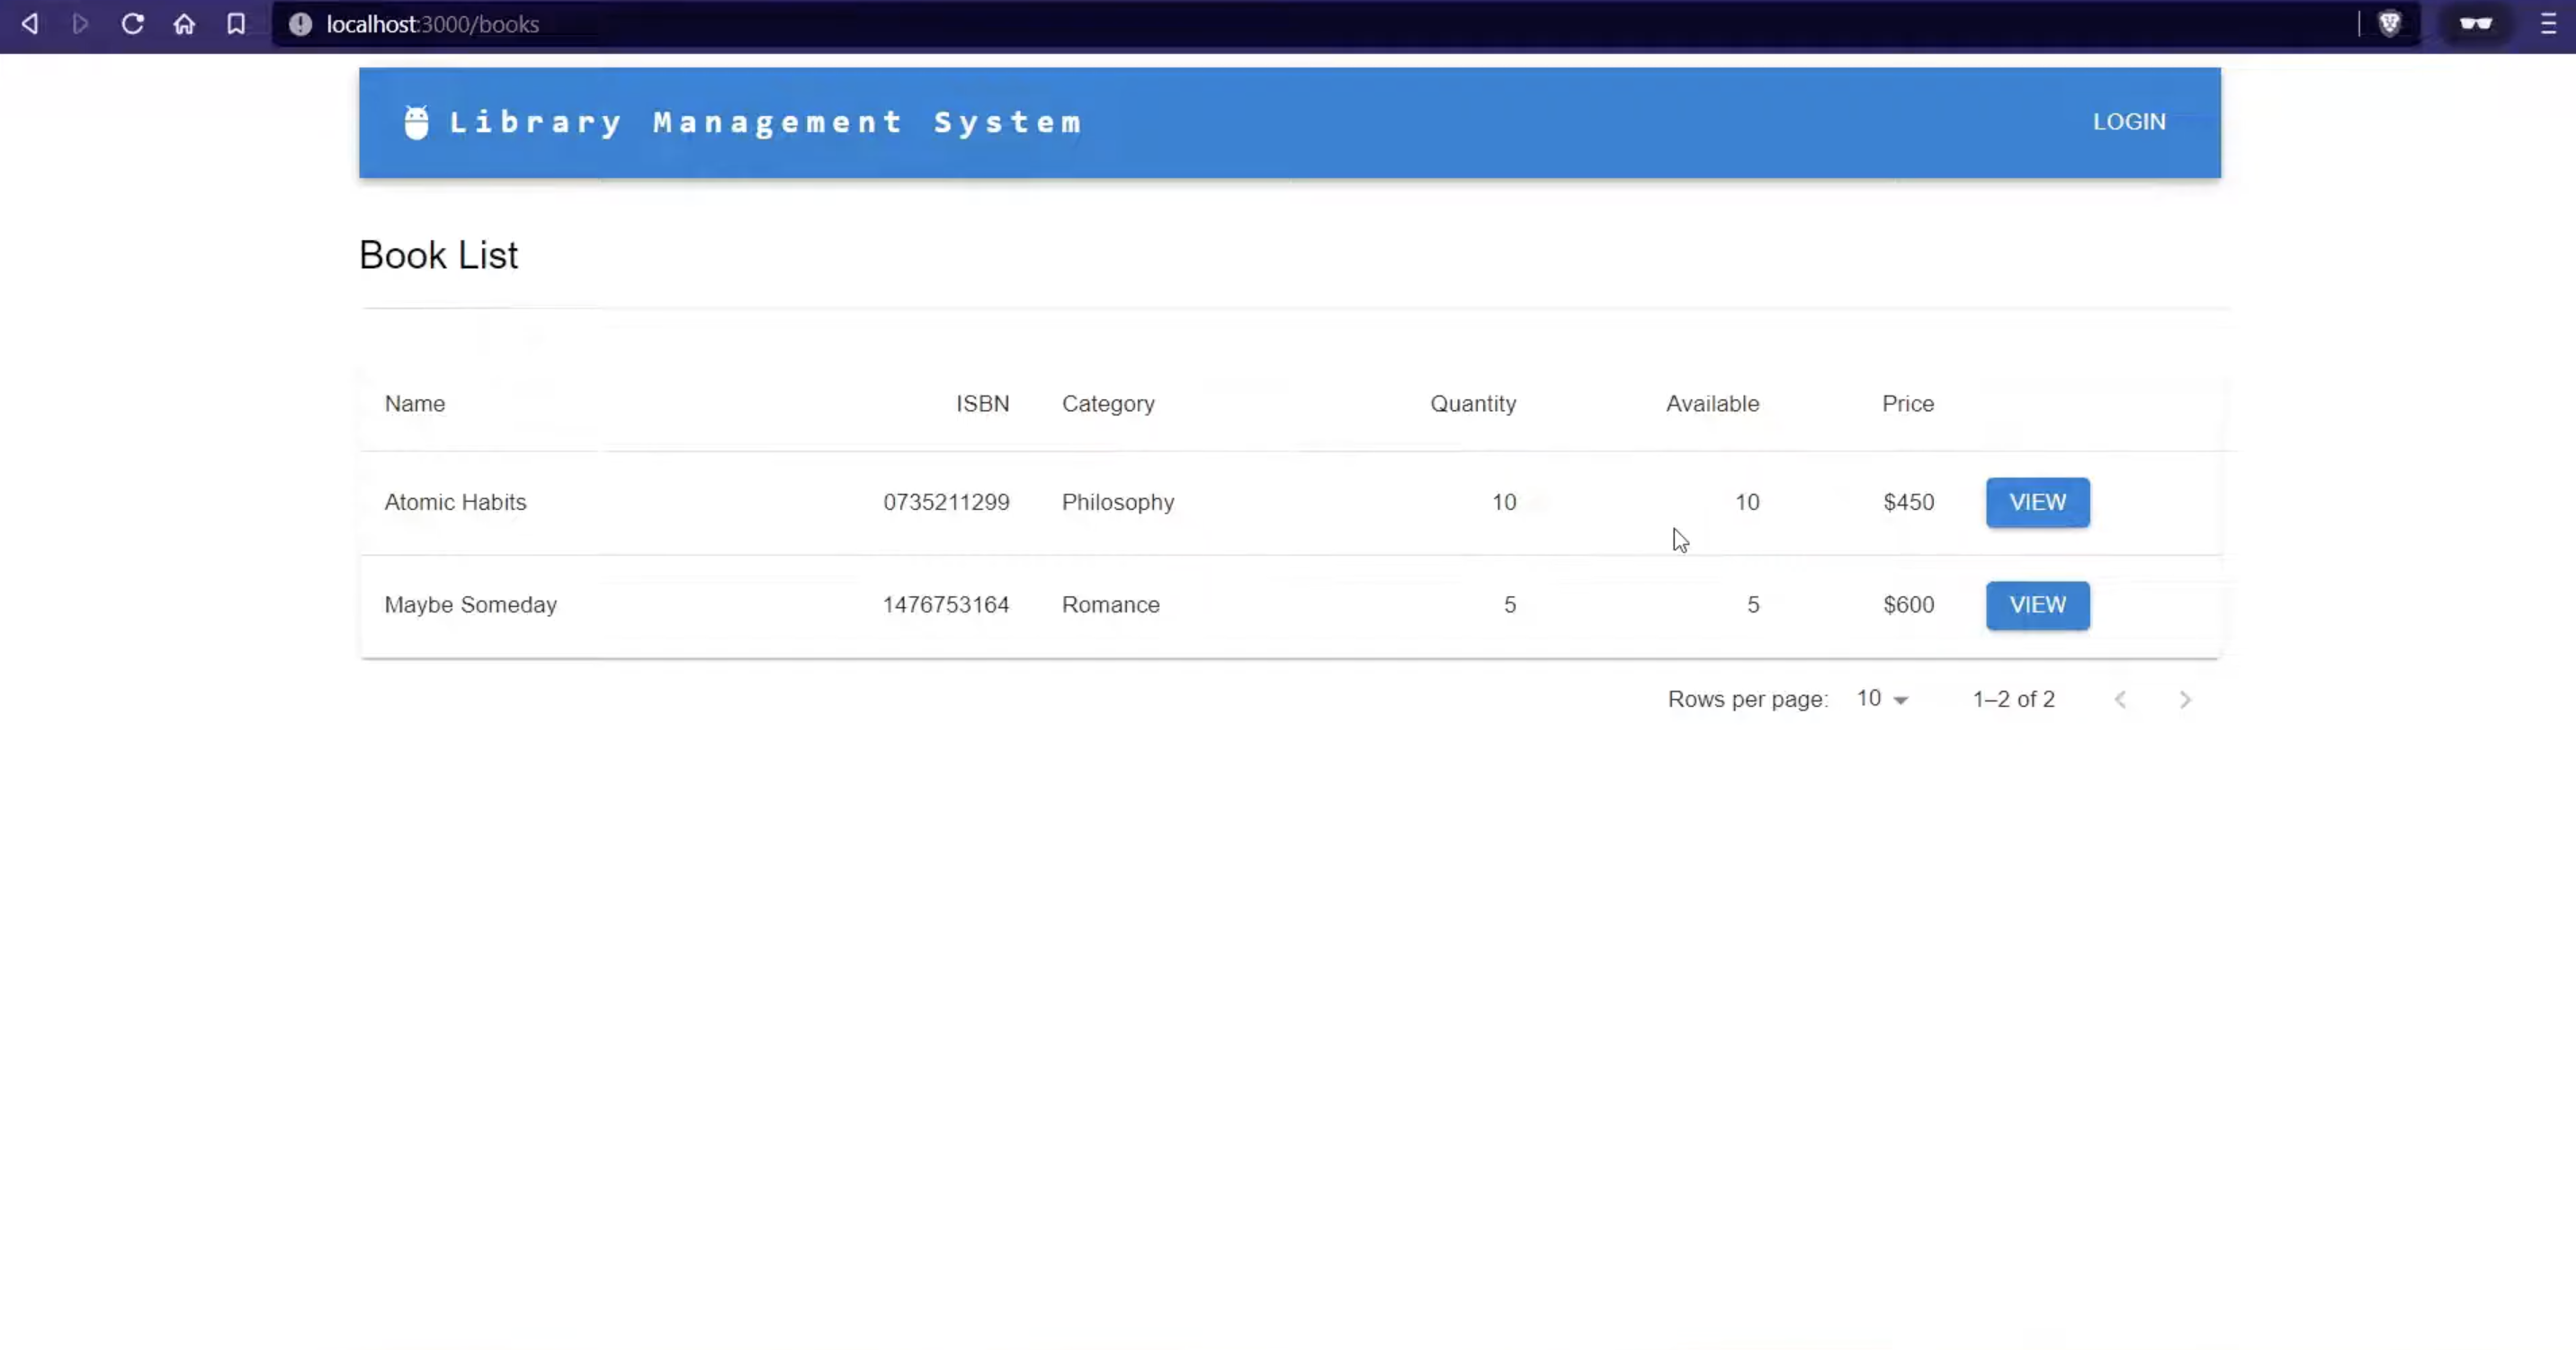 localhost:3000/books
Library Management System
LOGIN
Book List
Name ISBN Category Quantity Available Price
Atomic Habits 0735211299 Philosophy 10 10 $450 VIEW
Maybe Someday 1476753164 Romance 5 5 $600 VIEW
Rows per page: 10 1–2 of 2